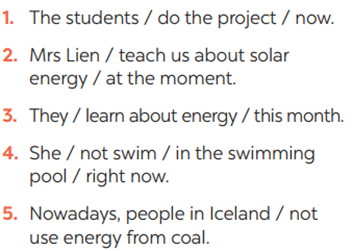 1. The students / do the project / now.
2. Mrs Lien / teach us about solar
energy / at the moment.
3. They / learn about energy / this month.
4. She / not swim / in the swimming
pool / right now.
5. Nowadays, people in Iceland / not
use energy from coal.